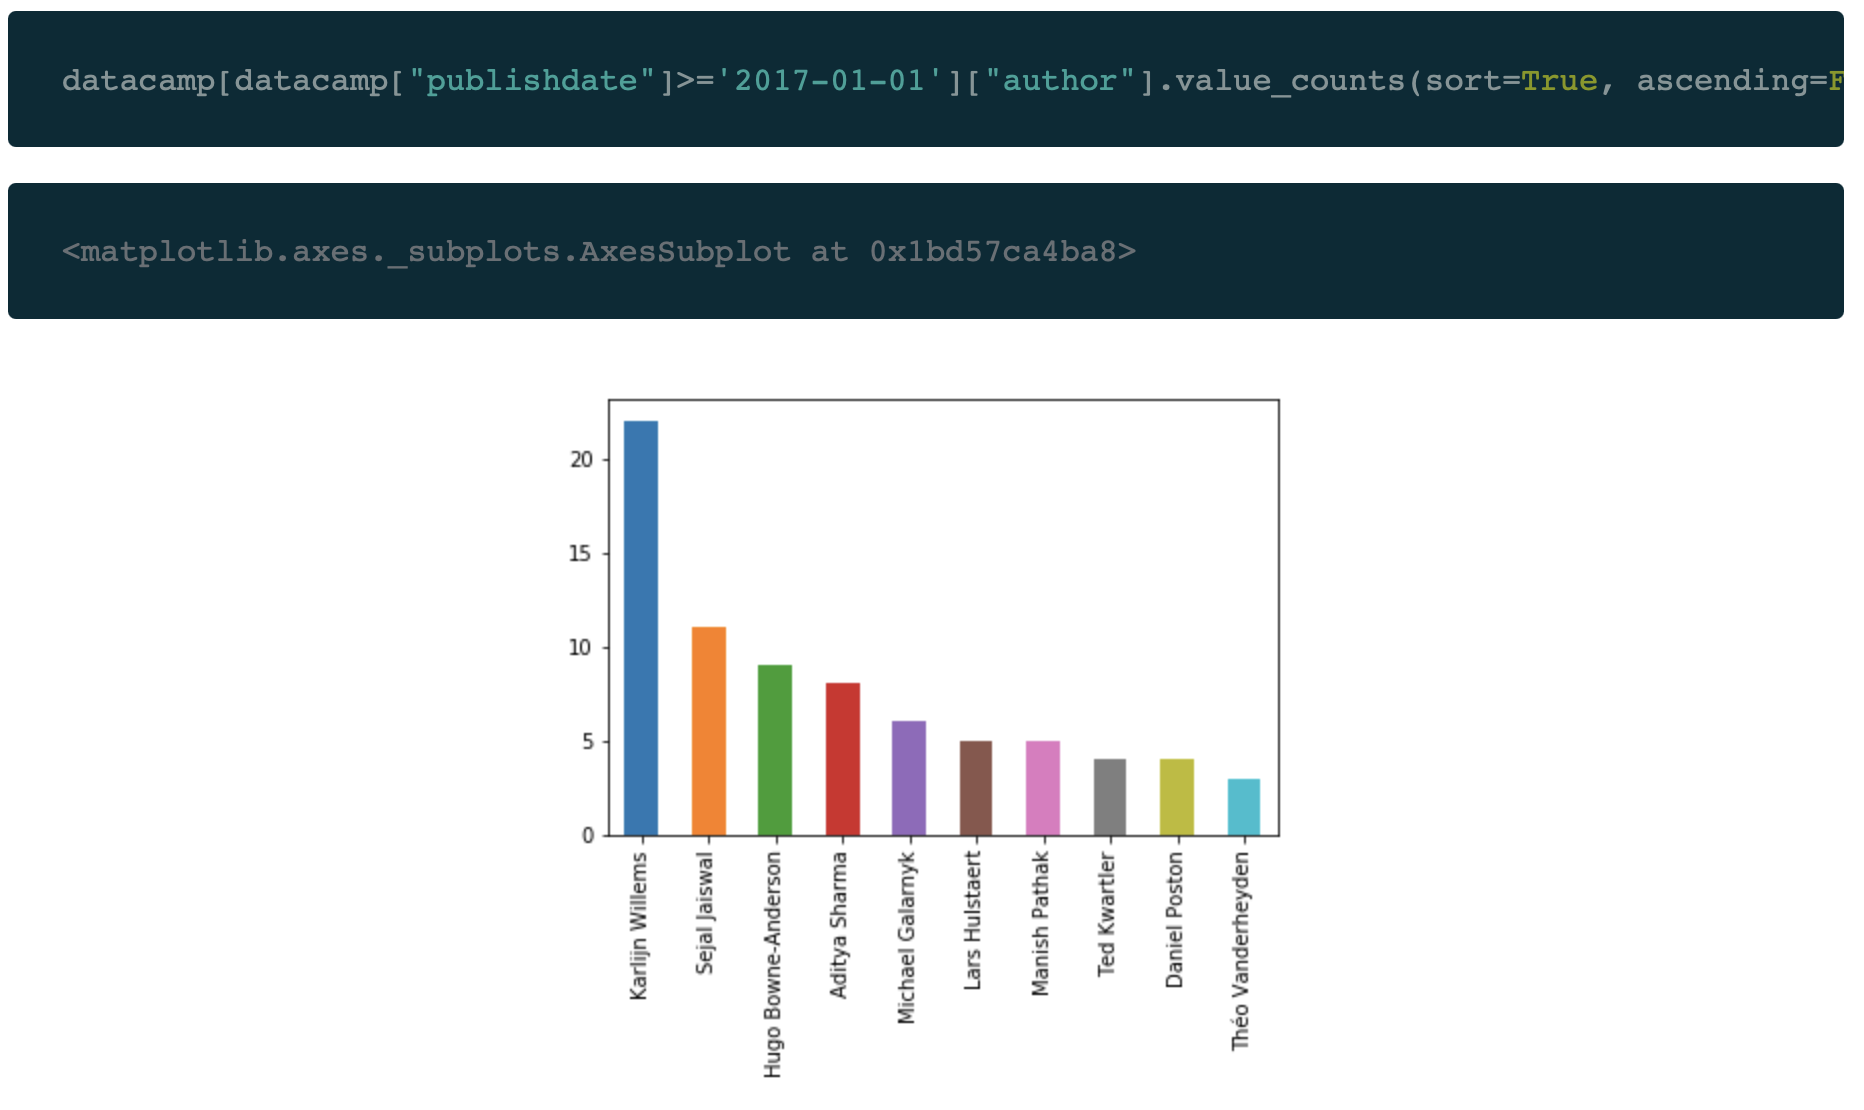 datacamp[datacamp["publishdate"]>='2017-01-01']["author"].value_counts(sort=True, ascending=F
<matplotlib.axes._subplots.AxesSubplot at 0x1bd57ca4ba8>
20
15
10
5
0
Karlijn Willems
Sejal Jaiswal
Hugo Bowne-Anderson
Aditya Sharma
Michael Galarnyk
Lars Hulstaert
Manish Pathak
Ted Kwartler
Daniel Poston
Théo Vanderheyden